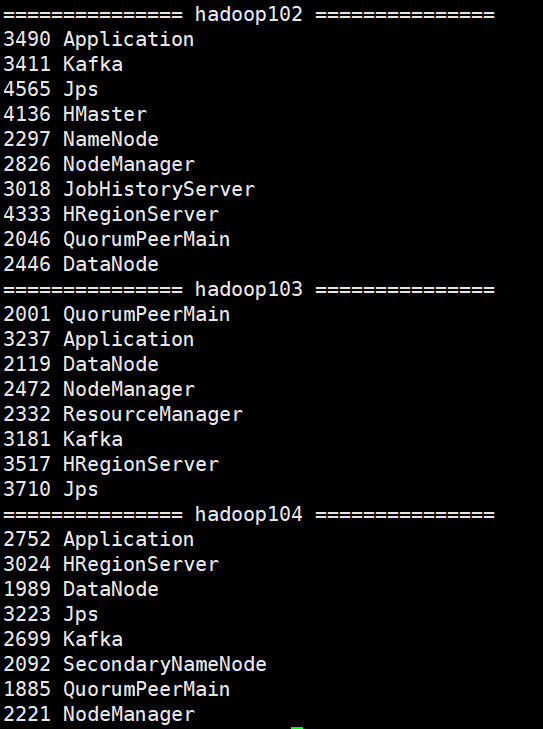 =============== hadoop102 ===============
3490 Application
3411 Kafka
4565 Jps
4136 HMaster
2297 NameNode
2826 NodeManager
3018 JobHistoryServer
4333 HRegionServer
2046 QuorumPeerMain
2446 DataNode
=============== hadoop103 ===============
2001 QuorumPeerMain
3237 Application
2119 DataNode
2472 NodeManager
2332 ResourceManager
3181 Kafka
3517 HRegionServer
3710 Jps
=============== hadoop104 ===============
2752 Application
3024 HRegionServer
1989 DataNode
3223 Jps
2699 Kafka
2092 SecondaryNameNode
1885 QuorumPeerMain
2221 NodeManager